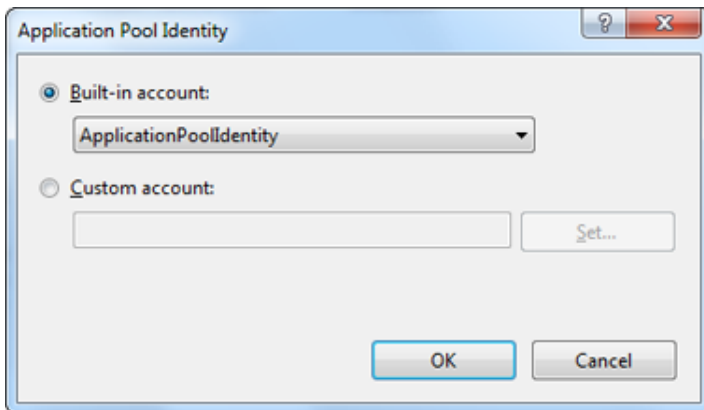 Application Pool Identity
?
Built-in account:
ApplicationPoolIdentity
Custom account:
Set...
OK
Cancel